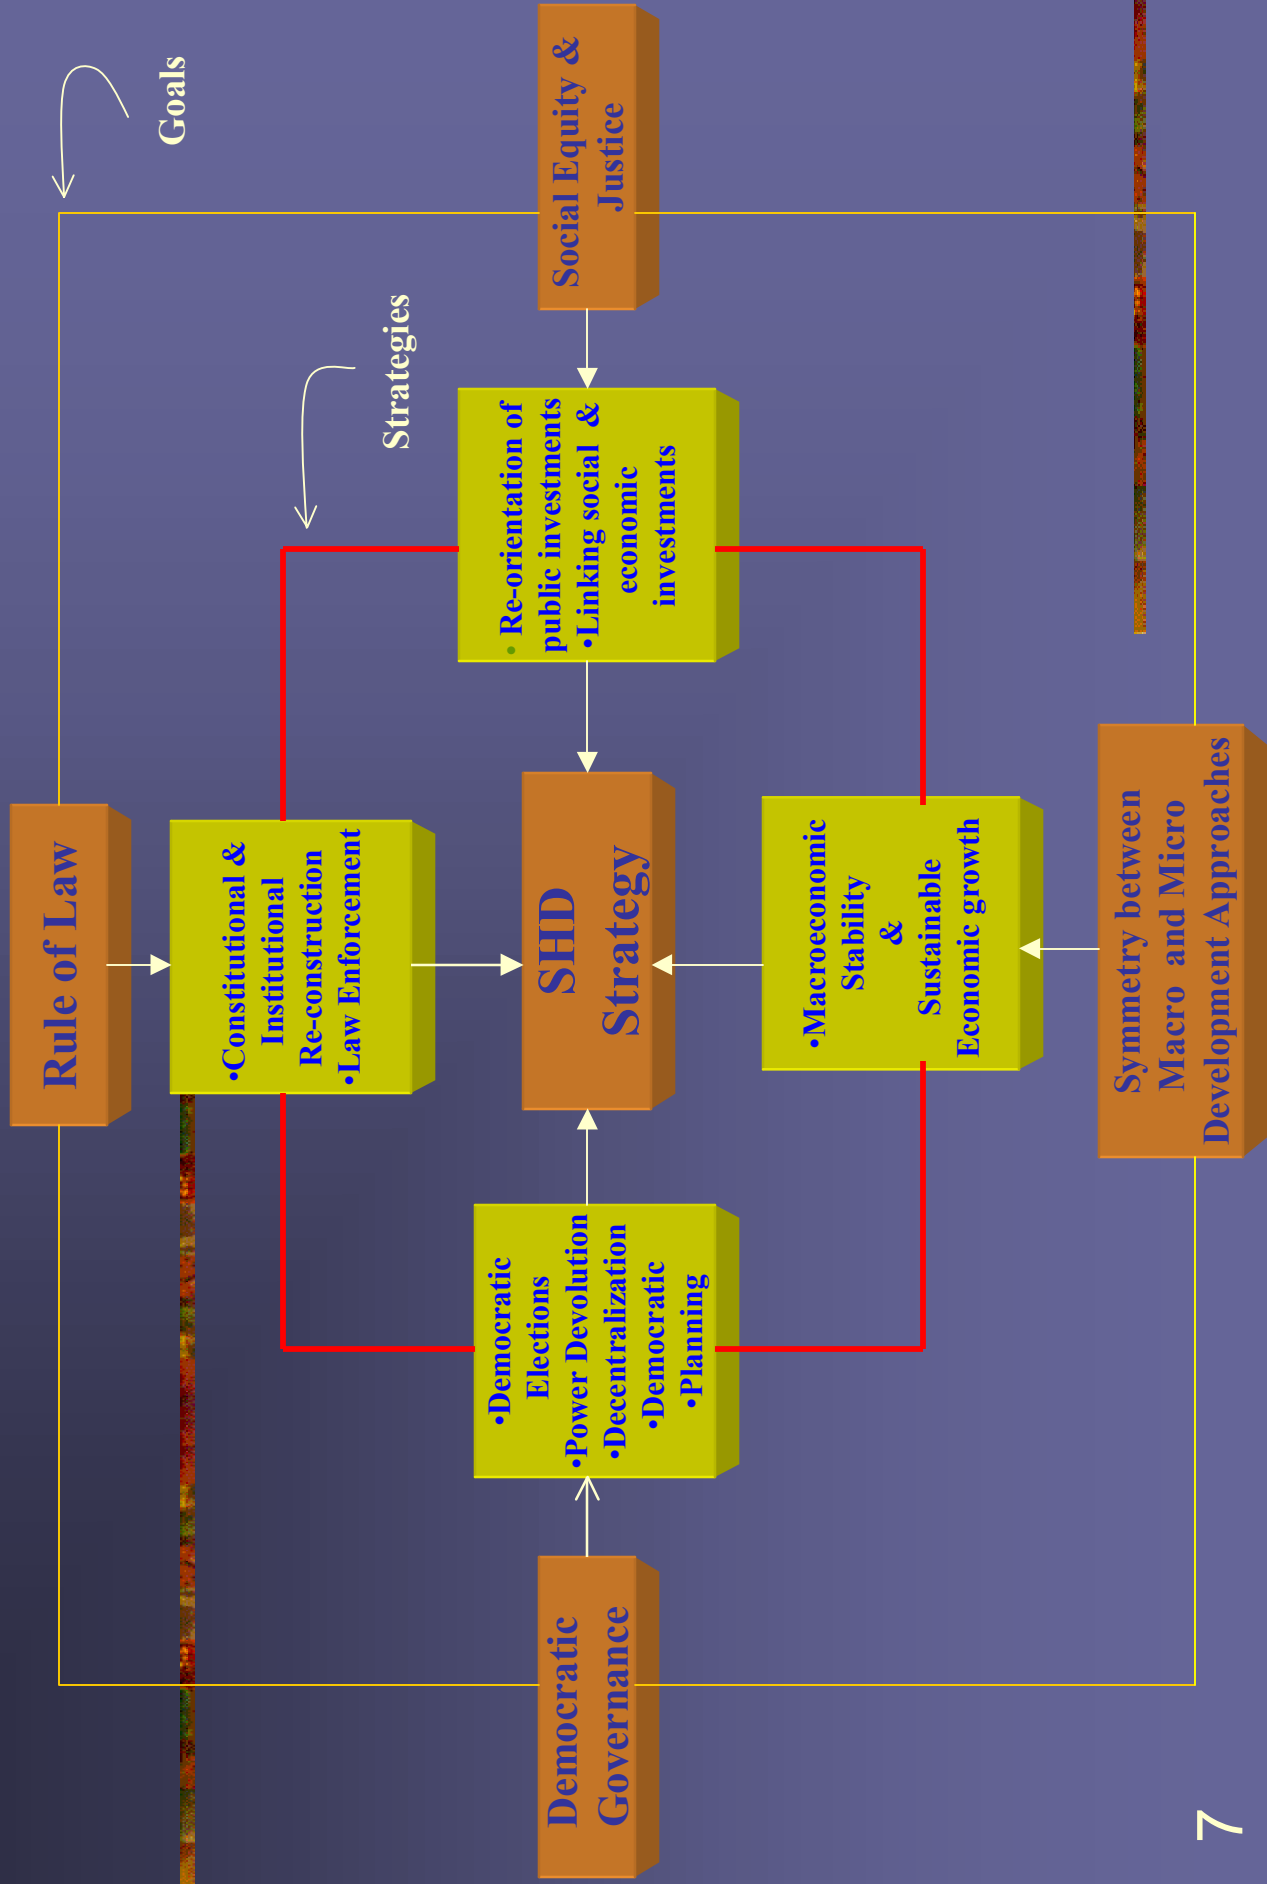 Rule of Law
Goals
•Constitutional &
Institutional
Re-construction
•Law Enforcement
Strategies
Democratic
Governance
•Democratic
Elections
•Power Devolution
•Decentralization
•Democratic
•Planning
SHD
Strategy
• Re-orientation of
public investments
•Linking social &
economic
investments
Social Equity &
Justice
•Macroeconomic
Stability
&
Sustainable
Economic growth
Symmetry between
Macro and Micro
Development Approaches
7